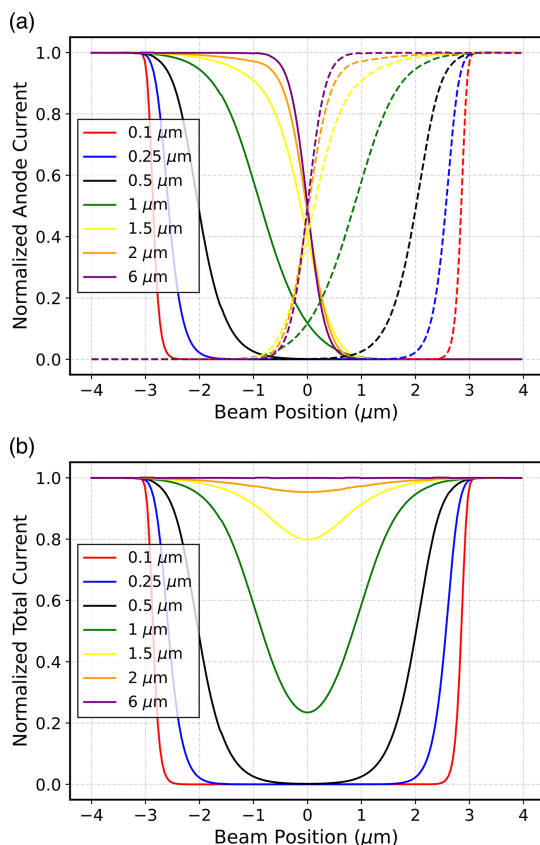 (a)
1.0
0.8
0.6
0.4
0.2
0.0
Normalized Anode Current
0.1 μm
0.25 μm
0.5 μm
1 μm
1.5 μm
2 μm
6 μm
−4 −3 −2 −1 0 1 2 3 4
Beam Position (μm)
(b)
1.0
0.8
0.6
0.4
0.2
0.0
Normalized Total Current
0.1 μm
0.25 μm
0.5 μm
1 μm
1.5 μm
2 μm
6 μm
−4 −3 −2 −1 0 1 2 3 4
Beam Position (μm)